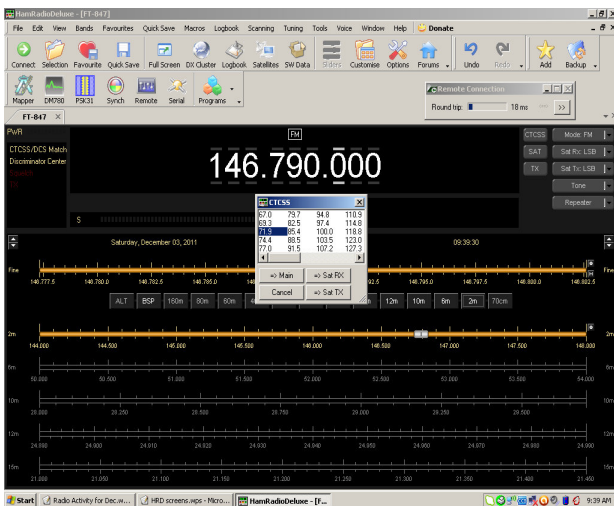 HamRadioDeluxe - [FT-847]
File Edit View Bands Favourites Quick Save Macros Logbook Scanning Tuning Tools Voice Window Help Donate
Connect Selection Favourite Quick Save Full Screen DX Cluster Logbook Satellites SW Data Sliders Customise Options Forums Undo Redo Add Backup
Mapper DM780 PSK31 Synch Remote Serial Programs
Remote Connection
Round trip: 18 ms >>
FT-847 ×
PWR
CTCSS/DCS Match
Discriminator Center
FM
146.790.000
CTCSS Mode: FM
SAT Sat Rx: LSB
TX Sat Tx: LSB
Tone
Repeater
S
CTCSS
67.0 79.7 94.8 110.9
69.3 82.5 97.4 114.8
71.9 85.4 100.0 118.8
74.4 88.5 103.5 123.0
77.0 91.5 107.2 127.3
=> Main => Sat RX
Cancel => Sat TX
Saturday, December 03, 2011 09:39:30
Fine Fine
146.777.5 146.780.0 146.782.5 146.785.0 146.795.0 146.797.5 146.800.0 146.802.5
ALT BSP 160m 80m 60m 12m 10m 6m 2m 70cm
2m 2m
144.000 144.500 145.000 145.500 146.000 146.500 147.000 147.500 148.000
6m 6m
50.000 50.500 51.000 51.500 52.000 52.500 53.000 53.500 54.000
10m 10m
28.000 28.250 28.500 28.750 29.000 29.250 29.500
12m 12m
24.890 24.900 24.910 24.920 24.930 24.940 24.950 24.960 24.970 24.980 24.990
15m 15m
21.000 21.050 21.100 21.150 21.200 21.250 21.300 21.350 21.400 21.450
Start Radio Activity for Dec.w... HRD screens.wps - Micro... HamRadioDeluxe - [F... 9:39 AM